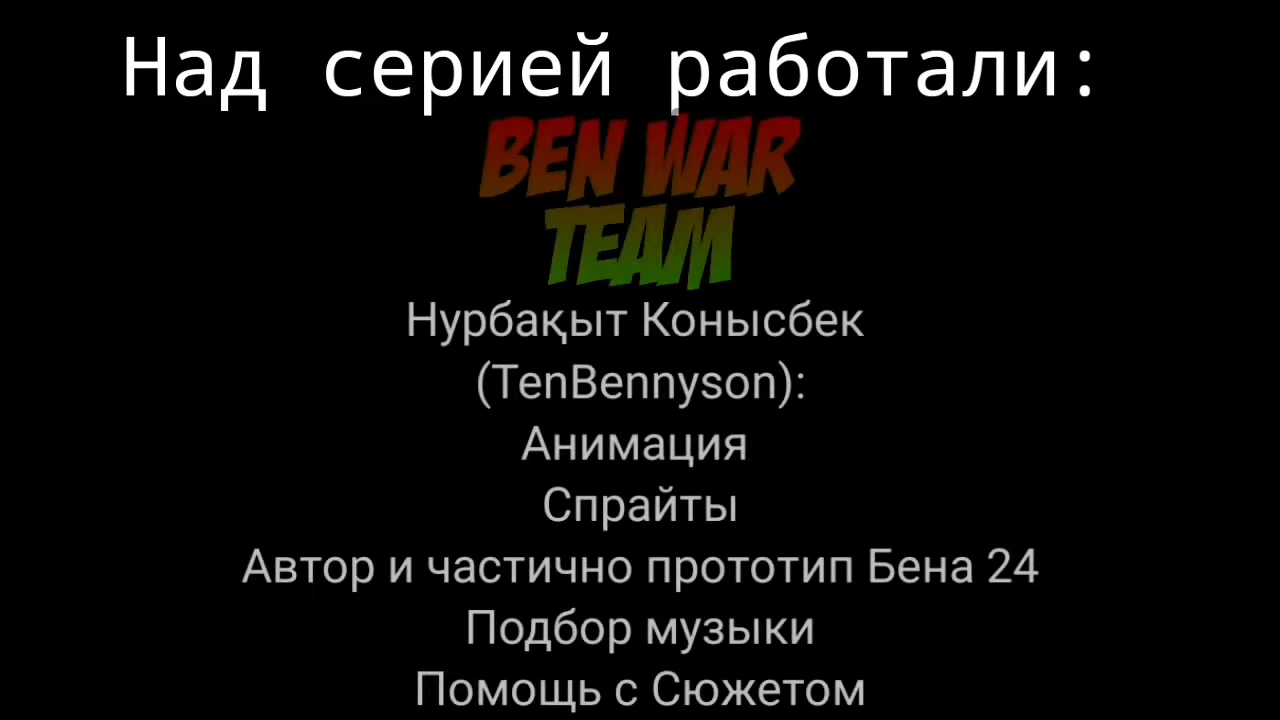 Над серией работали:
BEN WAR
TEAM
Нурбақыт Конысбек
(TenBennyson):
Анимация
Спрайты
Автор и частично прототип Бена 24
Подбор музыки
Помощь с Сюжетом